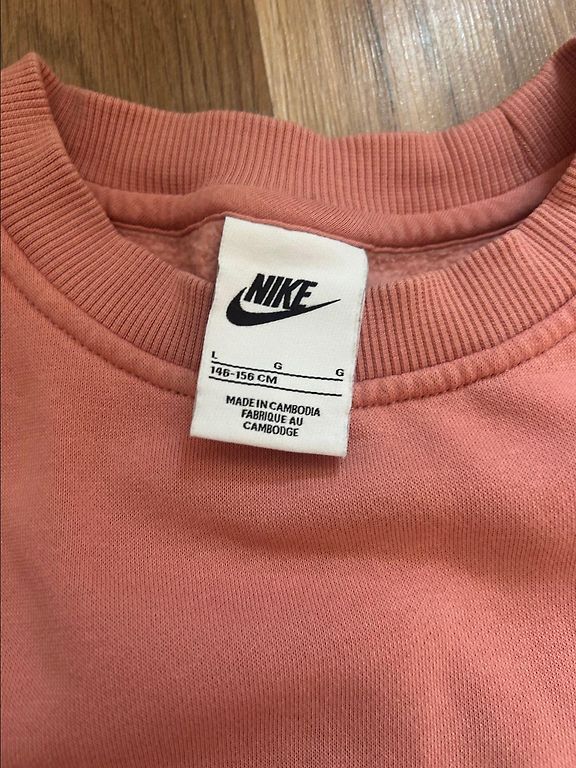 NIKE
L G G
146-156 CM
MADE IN CAMBODIA
FABRIQUE AU
CAMBODGE